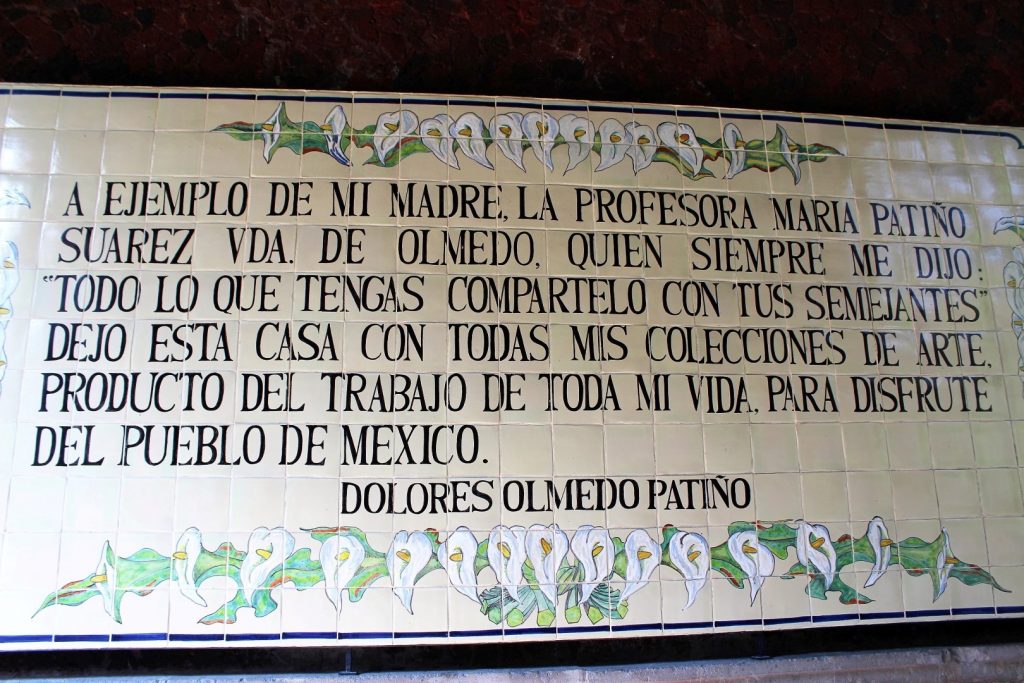 A EJEMPLO DE MI MADRE, LA PROFESORA MARIA PATIÑO
SUAREZ VDA. DE OLMEDO, QUIEN SIEMPRE ME DIJO:
"TODO LO QUE TENGAS COMPARTELO CON TUS SEMEJANTES"
DEJO ESTA CASA CON TODAS MIS COLECCIONES DE ARTE,
PRODUCTO DEL TRABAJO DE TODA MI VIDA, PARA DISFRUTE
DEL PUEBLO DE MEXICO.
DOLORES OLMEDO PATIÑO